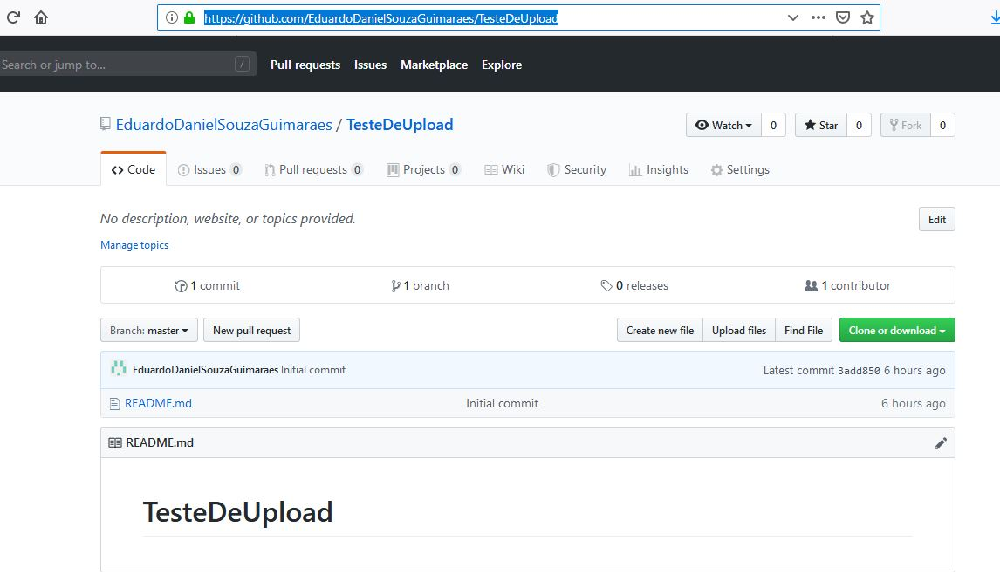 https://github.com/EduardoDanielSouzaGuimaraes/TesteDeUpload
Search or jump to... / Pull requests Issues Marketplace Explore
EduardoDanielSouzaGuimaraes / TesteDeUpload Watch 0 Star 0 Fork 0
Code Issues 0 Pull requests 0 Projects 0 Wiki Security Insights Settings
No description, website, or topics provided. Edit
Manage topics
1 commit 1 branch 0 releases 1 contributor
Branch: master New pull request Create new file Upload files Find File Clone or download
EduardoDanielSouzaGuimaraes Initial commit Latest commit 3add850 6 hours ago
README.md Initial commit 6 hours ago
README.md
TesteDeUpload